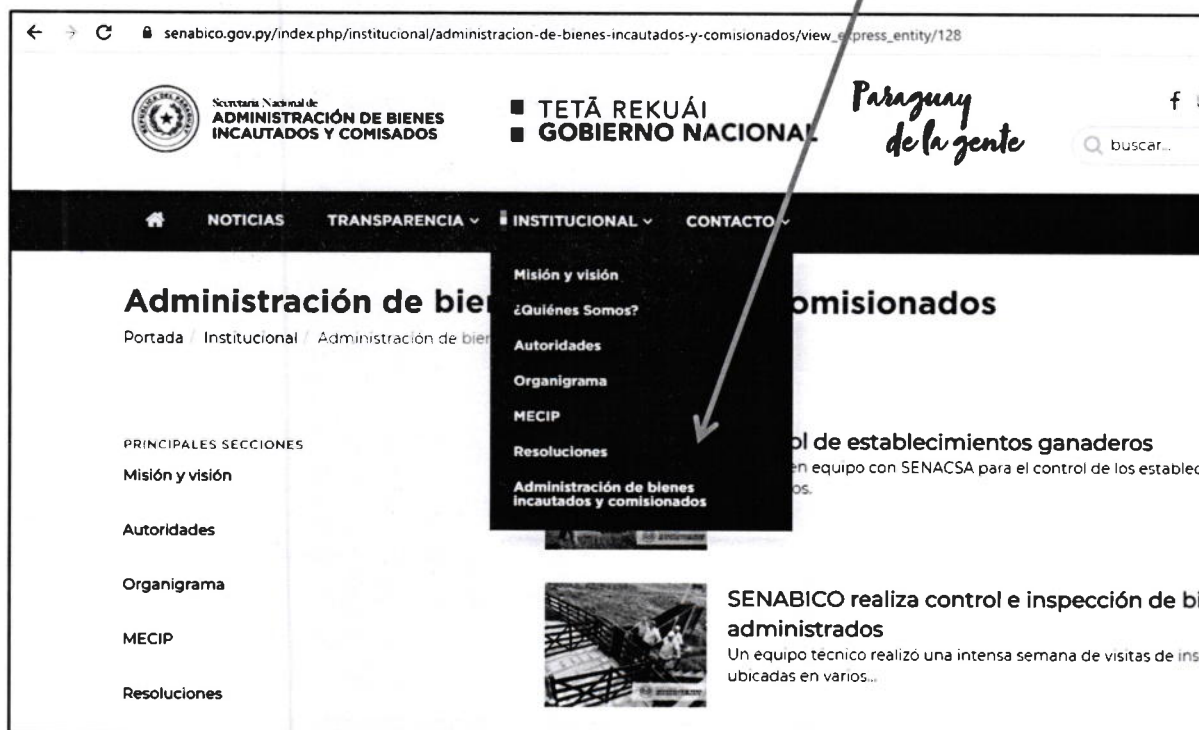 senabico.gov.py/index.php/institucional/administracion-de-bienes-incautados-y-comisionados/view_express_entity/128
Secretaría Nacional de
ADMINISTRACIÓN DE BIENES
INCAUTADOS Y COMISADOS
TETÃ REKUÁI
GOBIERNO NACIONAL
Paraguay
de la gente
f
buscar...
NOTICIAS
TRANSPARENCIA
INSTITUCIONAL
CONTACTO
Misión y visión
¿Quiénes Somos?
Autoridades
Organigrama
MECIP
Resoluciones
Administración de bienes
incautados y comisionados
Administración de bie omisionados
Portada / Institucional / Administración de bien
PRINCIPALES SECCIONES
Misión y visión
Autoridades
Organigrama
MECIP
Resoluciones
ol de establecimientos ganaderos
en equipo con SENACSA para el control de los establec
os.
SENABICO realiza control e inspección de bi
administrados
Un equipo técnico realizó una intensa semana de visitas de ins
ubicadas en varios...